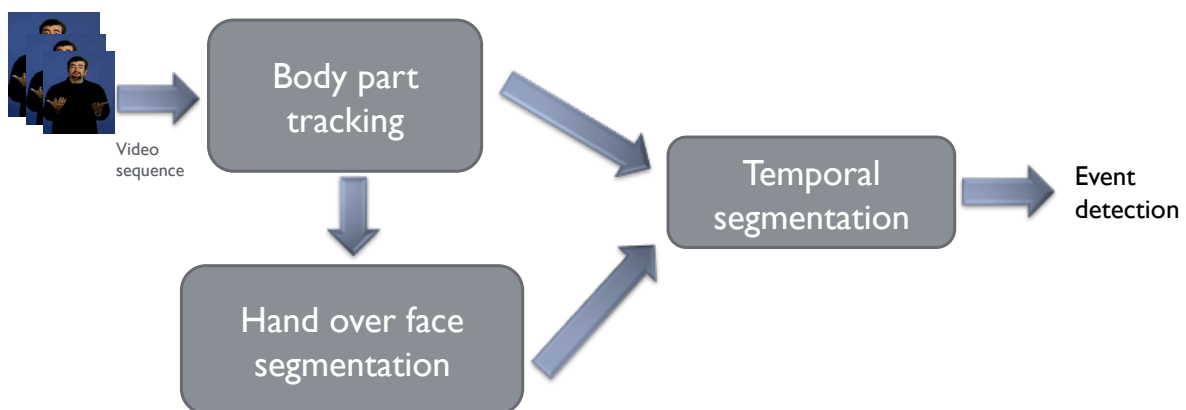 Body part
tracking
Video
sequence
Temporal
segmentation
Event
detection
Hand over face
segmentation